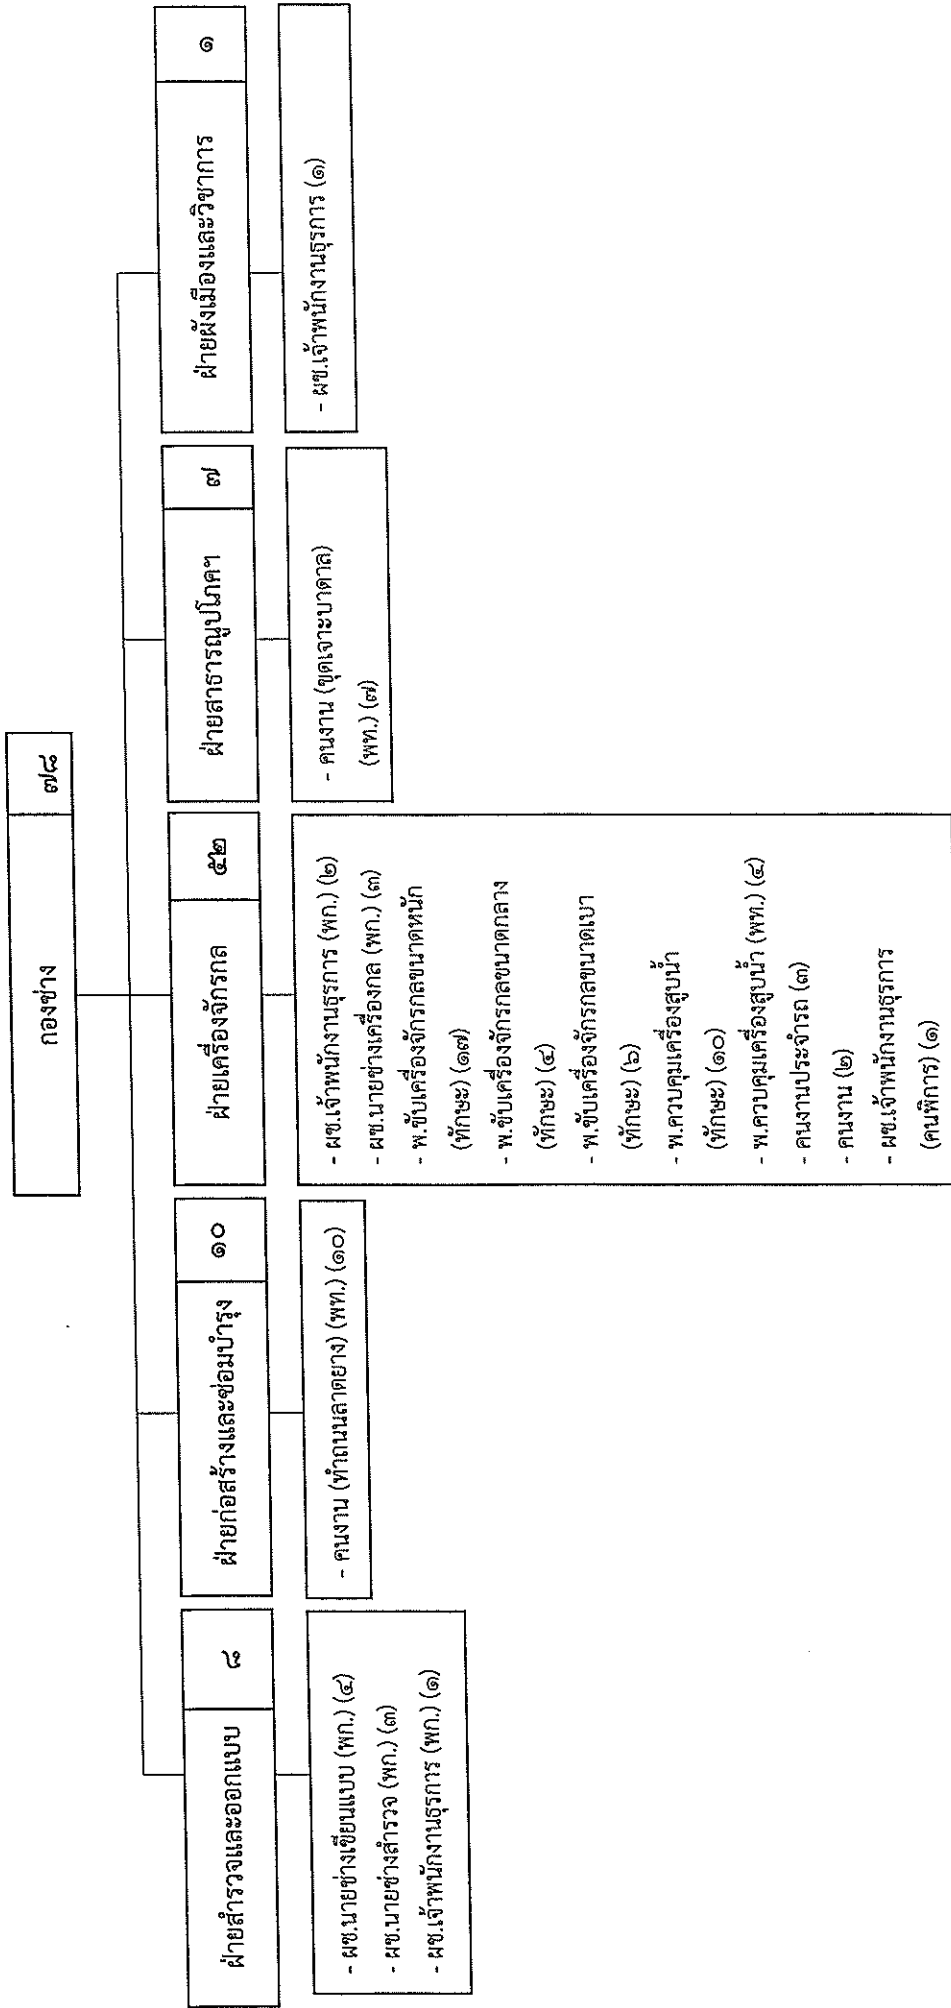 กองช่าง ๗๘
ฝ่ายสำรวจและออกแบบ ๘
- ผช.นายช่างเขียนแบบ (พก.) (๔)
- ผช.นายช่างสำรวจ (พก.) (๓)
- ผช.เจ้าพนักงานธุรการ (พก.) (๑)
ฝ่ายก่อสร้างและซ่อมบำรุง ๑๐
- คนงาน (ทำถนนลาดยาง) (พท.) (๑๐)
ฝ่ายเครื่องจักรกล ๕๒
- ผช.เจ้าพนักงานธุรการ (พก.) (๒)
- ผช.นายช่างเครื่องกล (พก.) (๓)
- พ.ขับเครื่องจักรกลขนาดหนัก
(ทักษะ) (๑๗)
- พ.ขับเครื่องจักรกลขนาดกลาง
(ทักษะ) (๔)
- พ.ขับเครื่องจักรกลขนาดเบา
(ทักษะ) (๖)
- พ.ควบคุมเครื่องสูบน้ำ
(ทักษะ) (๑๐)
- พ.ควบคุมเครื่องสูบน้ำ (พท.) (๔)
- คนงานประจำรถ (๓)
- คนงาน (๒)
- ผช.เจ้าพนักงานธุรการ
(คนพิการ) (๑)
ฝ่ายสาธารณูปโภคฯ ๗
- คนงาน (ขุดเจาะบาดาล)
(พท.) (๗)
ฝ่ายผังเมืองและวิชาการ ๑
- ผช.เจ้าพนักงานธุรการ (๑)